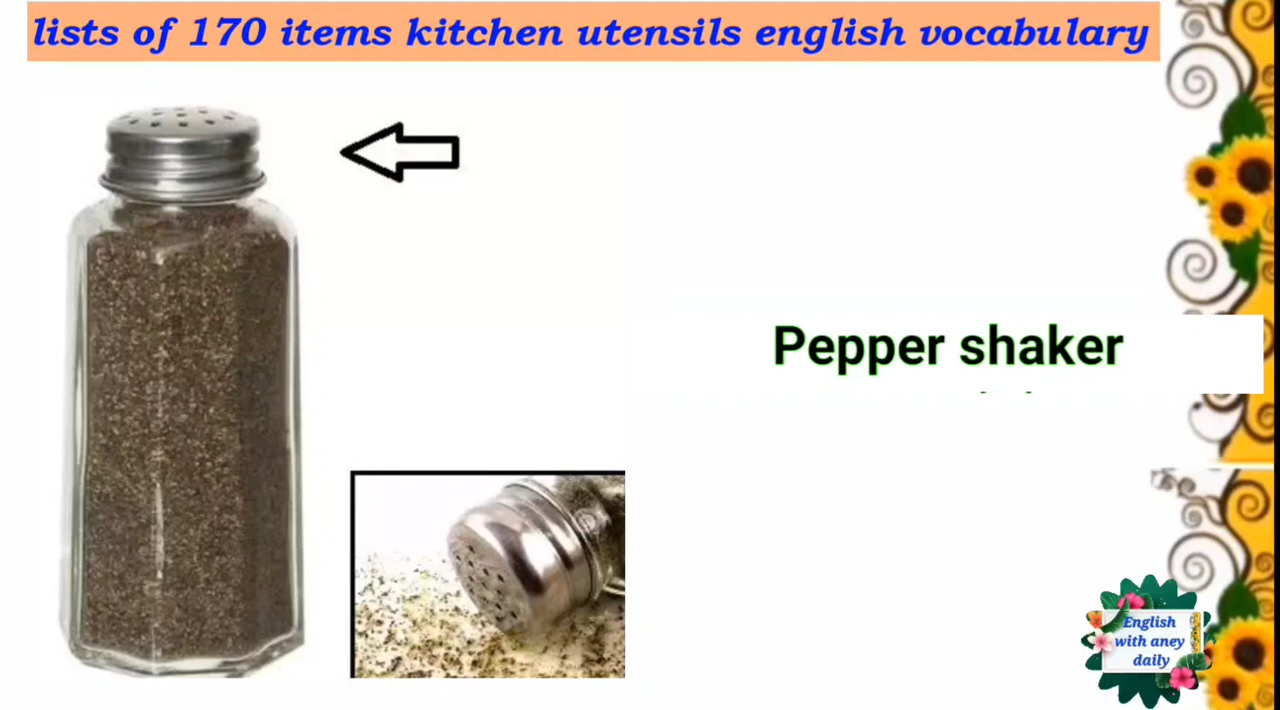 lists of 170 items kitchen utensils english vocabulary
Pepper shaker
English
with aney
daily